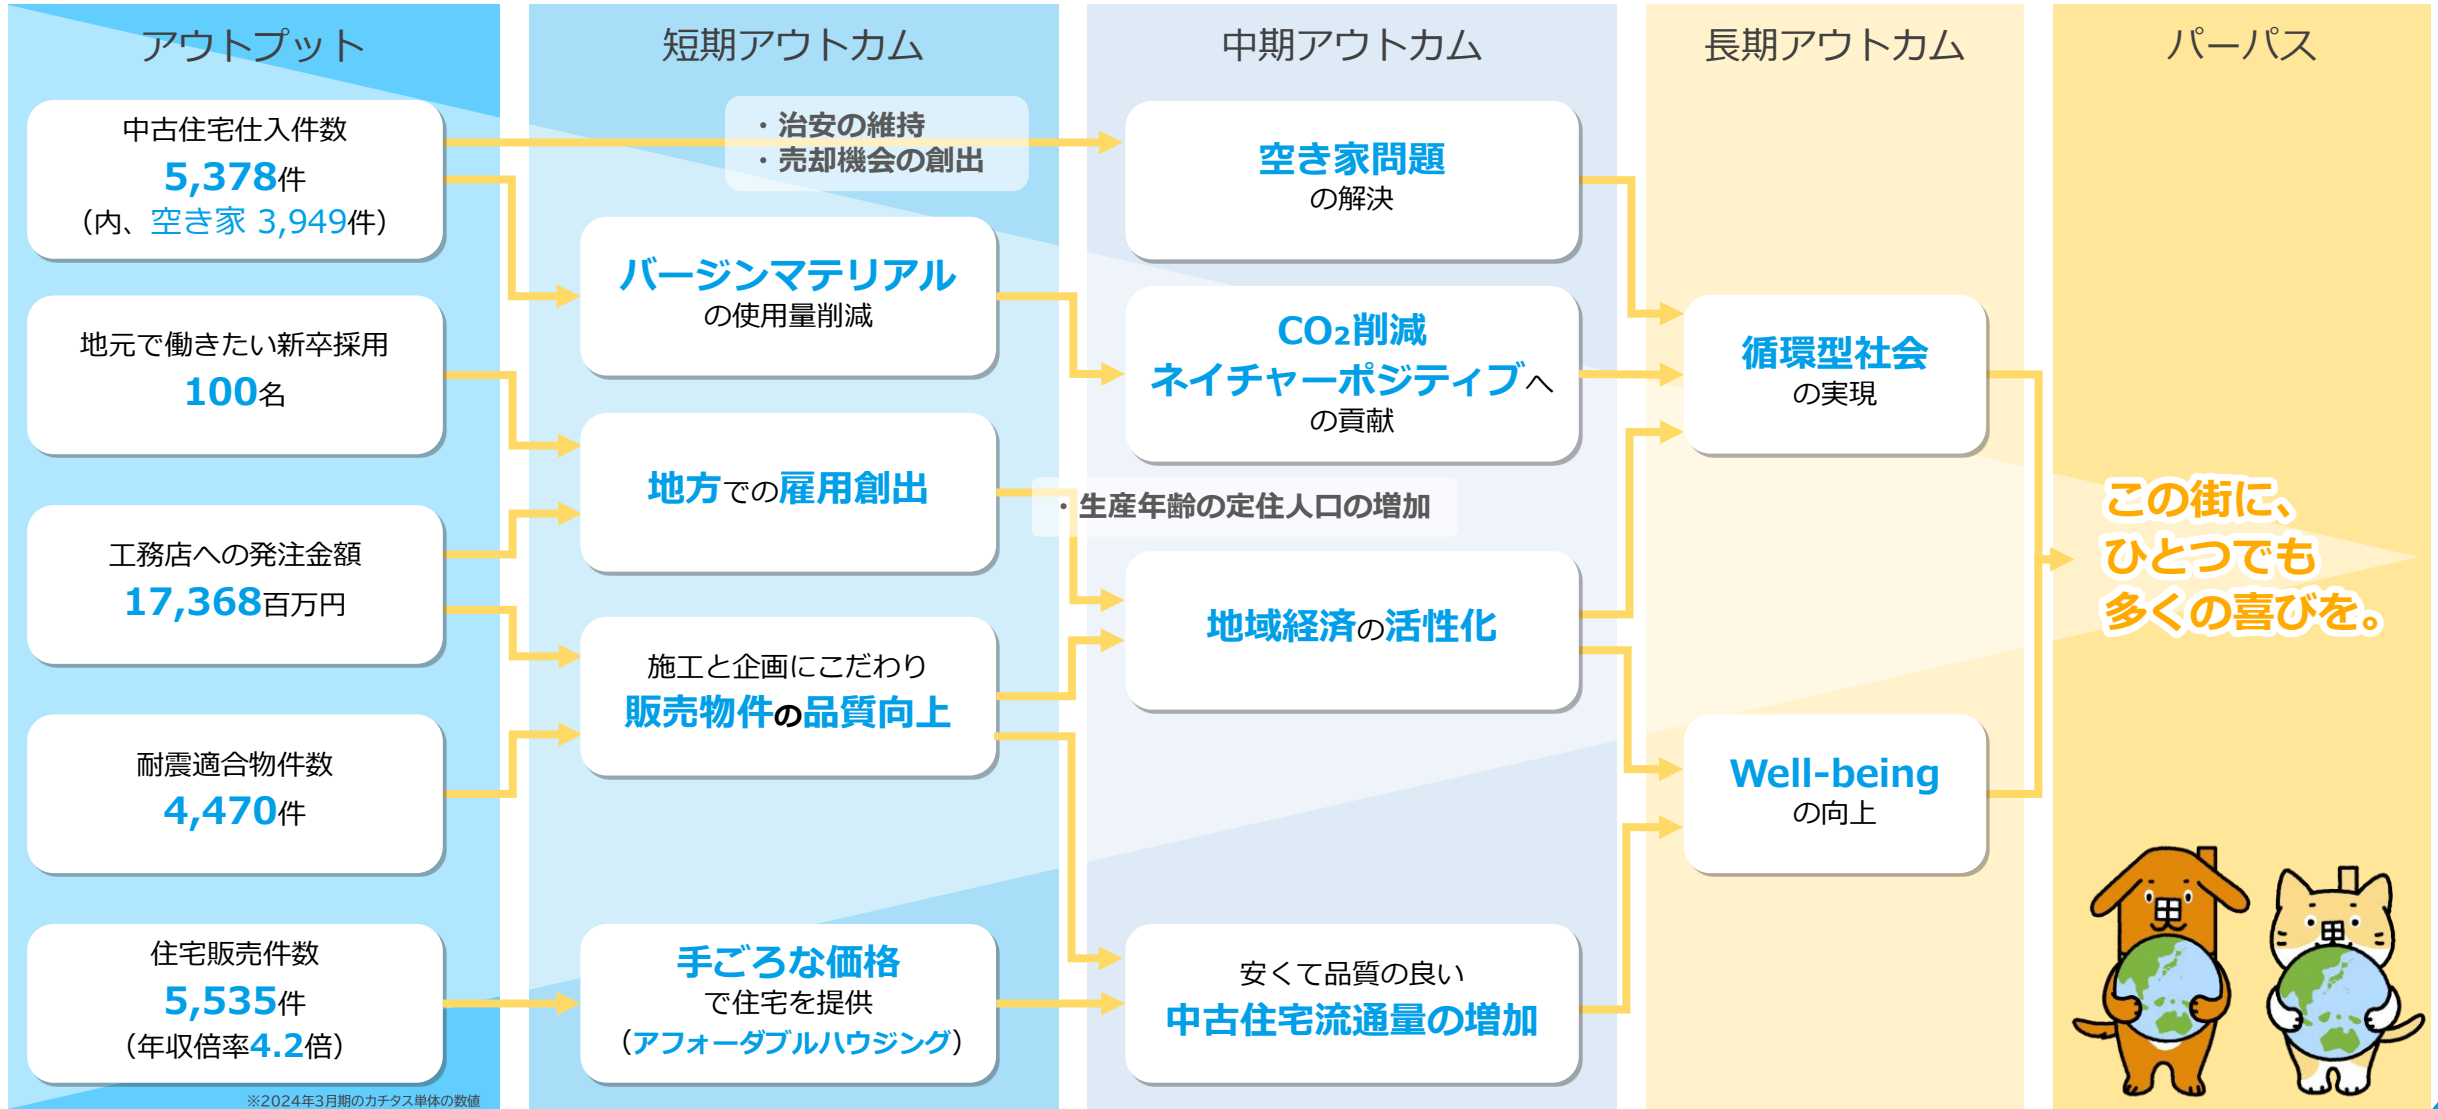 アウトプット
中古住宅仕入件数
5,378件
（内、空き家 3,949件）
地元で働きたい新卒採用
100名
工務店への発注金額
17,368百万円
耐震適合物件数
4,470件
住宅販売件数
5,535件
（年収倍率4.2倍）
※2024年3月期のカチタス単体の数値
短期アウトカム
・治安の維持
・売却機会の創出
バージンマテリアル
の使用量削減
地方での雇用創出
施工と企画にこだわり
販売物件の品質向上
手ごろな価格
で住宅を提供
（アフォーダブルハウジング）
中期アウトカム
空き家問題
の解決
CO₂削減
ネイチャーポジティブへ
の貢献
・生産年齢の定住人口の増加
地域経済の活性化
安くて品質の良い
中古住宅流通量の増加
長期アウトカム
循環型社会
の実現
Well-being
の向上
パーパス
この街に、
ひとつでも
多くの喜びを。